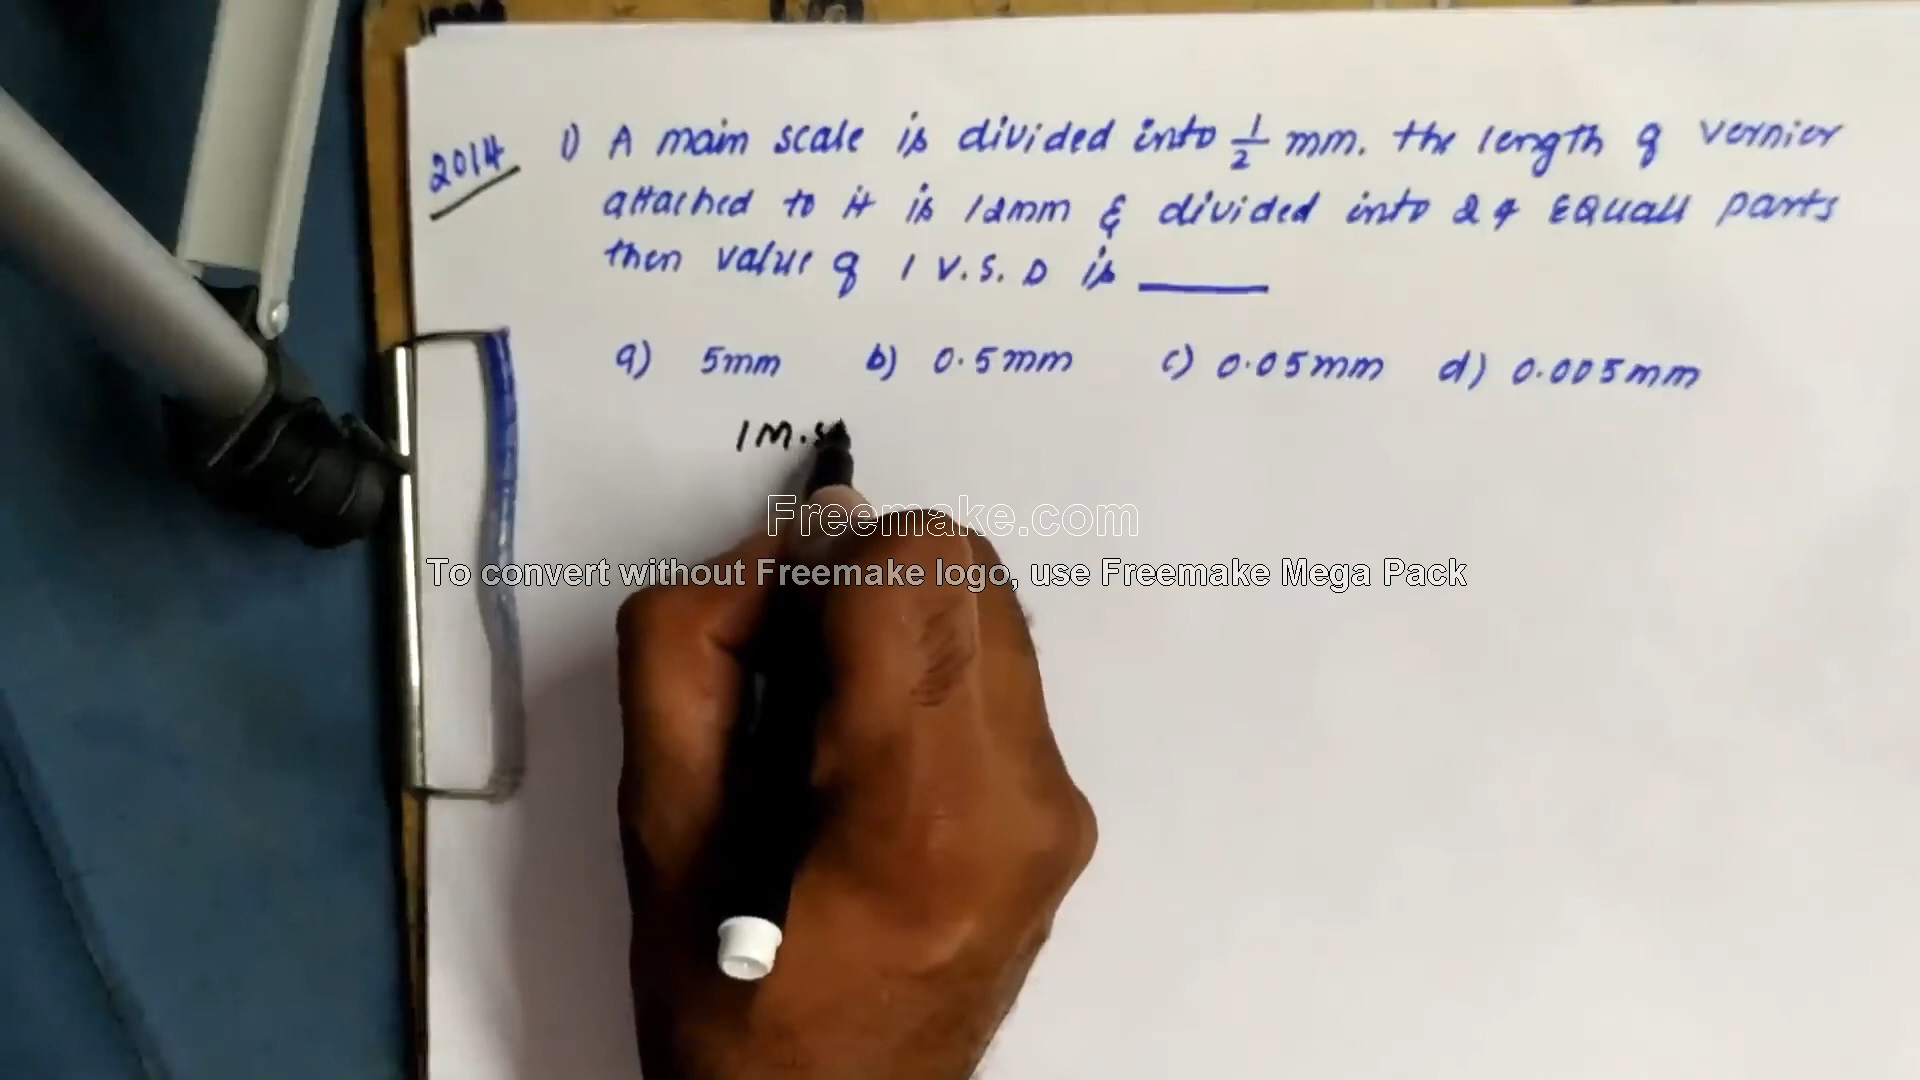 2014 1) A main scale is divided into 1/2 mm. The length of vernier
attached to it is 12mm & divided into 24 Equall parts
then value of 1 V.S.D is ____
a) 5mm b) 0.5mm c) 0.05mm d) 0.005mm
1 M.S
Freemake.com
To convert without Freemake logo, use Freemake Mega Pack